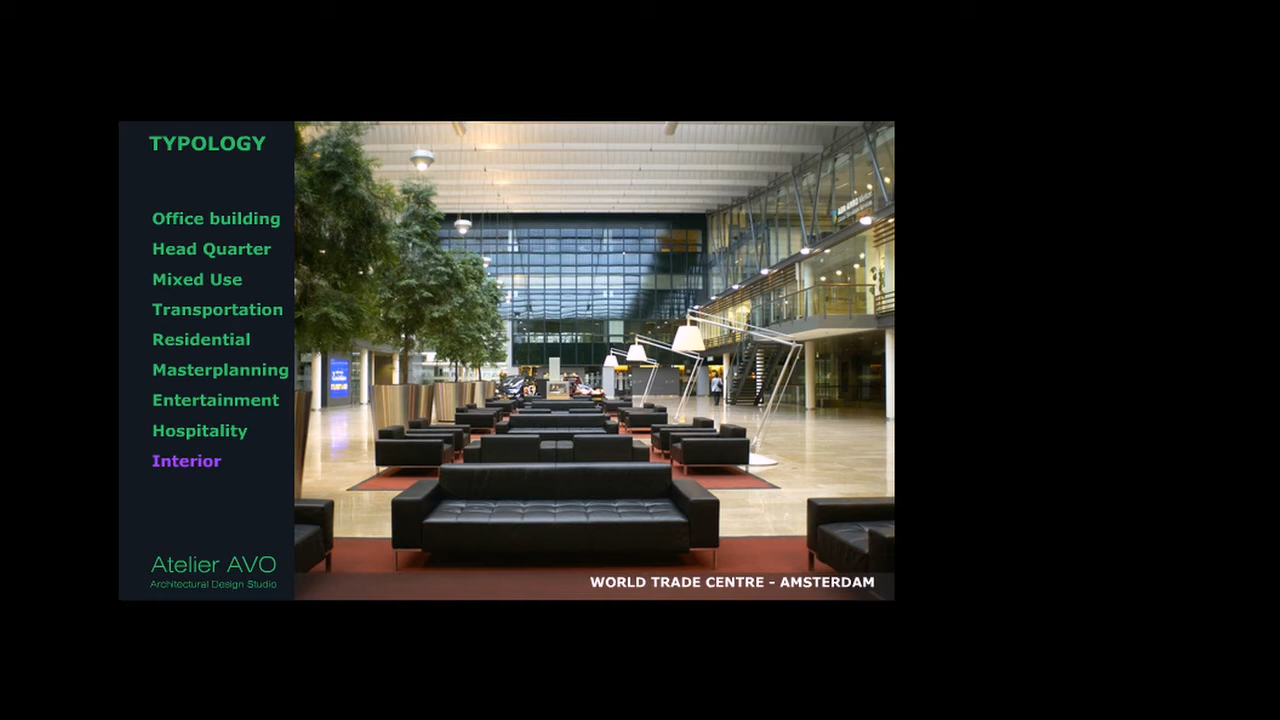 TYPOLOGY
Office building
Head Quarter
Mixed Use
Transportation
Residential
Masterplanning
Entertainment
Hospitality
Interior
Atelier AVO
Architectural Design Studio
WORLD TRADE CENTRE - AMSTERDAM